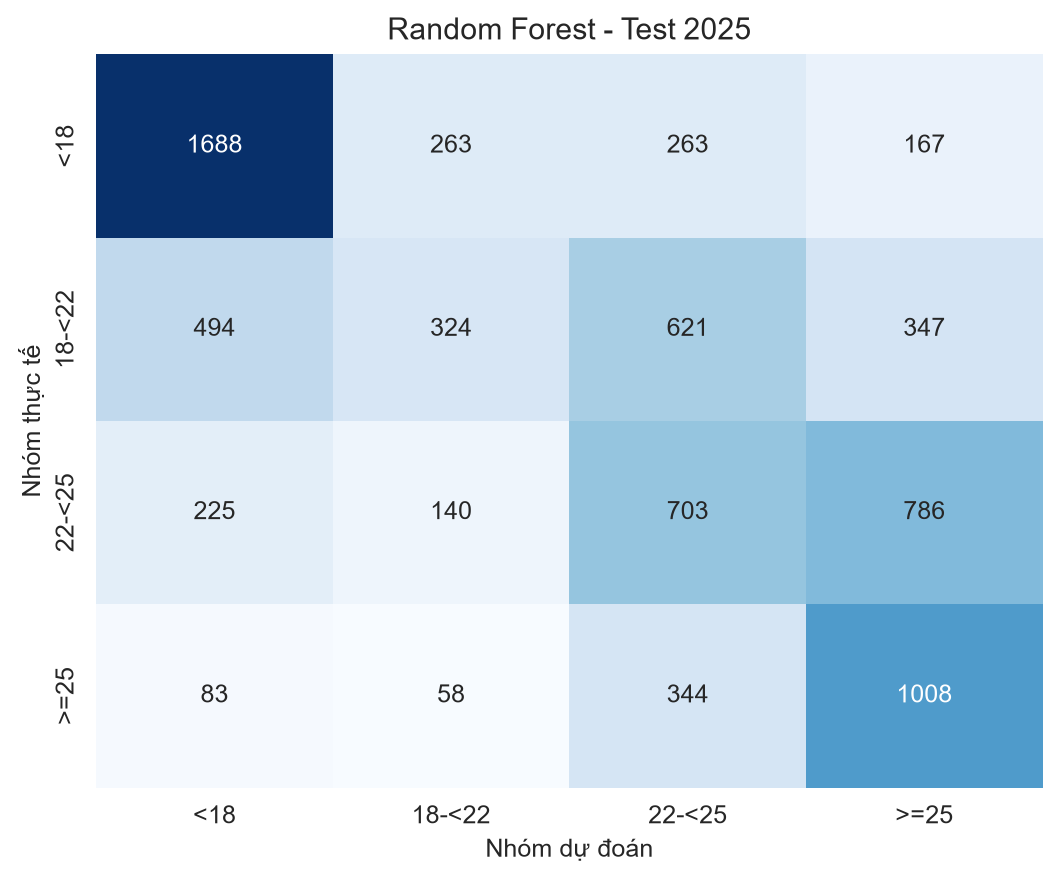 Random Forest - Test 2025
Nhóm thực tế
<18
1688 263 263 167
18-<22
494 324 621 347
22-<25
225 140 703 786
>=25
83 58 344 1008
<18 18-<22 22-<25 >=25
Nhóm dự đoán